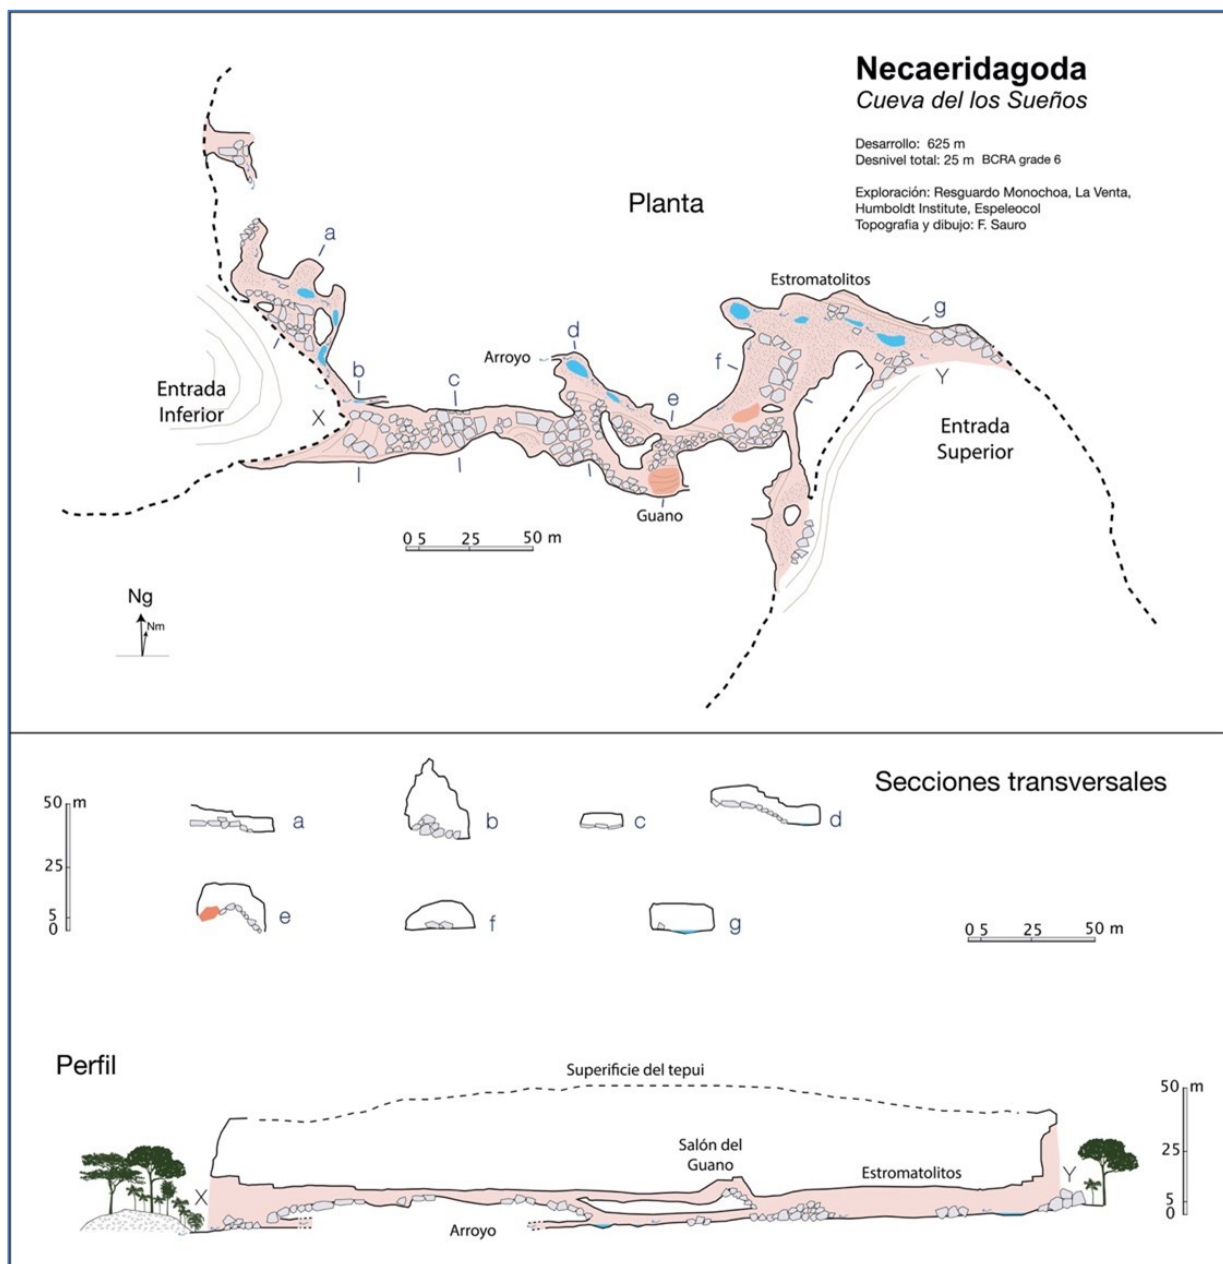 Necaeridagoda
Cueva del los Sueños
Desarrollo: 625 m
Desnivel total: 25 m BCRA grade 6
Exploración: Resguardo Monochoa, La Venta,
Humboldt Institute, Espeleocol
Topografia y dibujo: F. Sauro
Planta
a
Estromatolitos
g
d
Arroyo
f
b
c
e
Entrada
Inferior
X
Y
Entrada
Superior
Guano
0 5 25 50 m
Ng
Nm
Secciones transversales
50 m
25
5
0
a
b
c
d
e
f
g
0 5 25 50 m
Perfil
Superificie del tepui
50 m
25
5
0
Salón del
Guano
Estromatolitos
X
Y
Arroyo